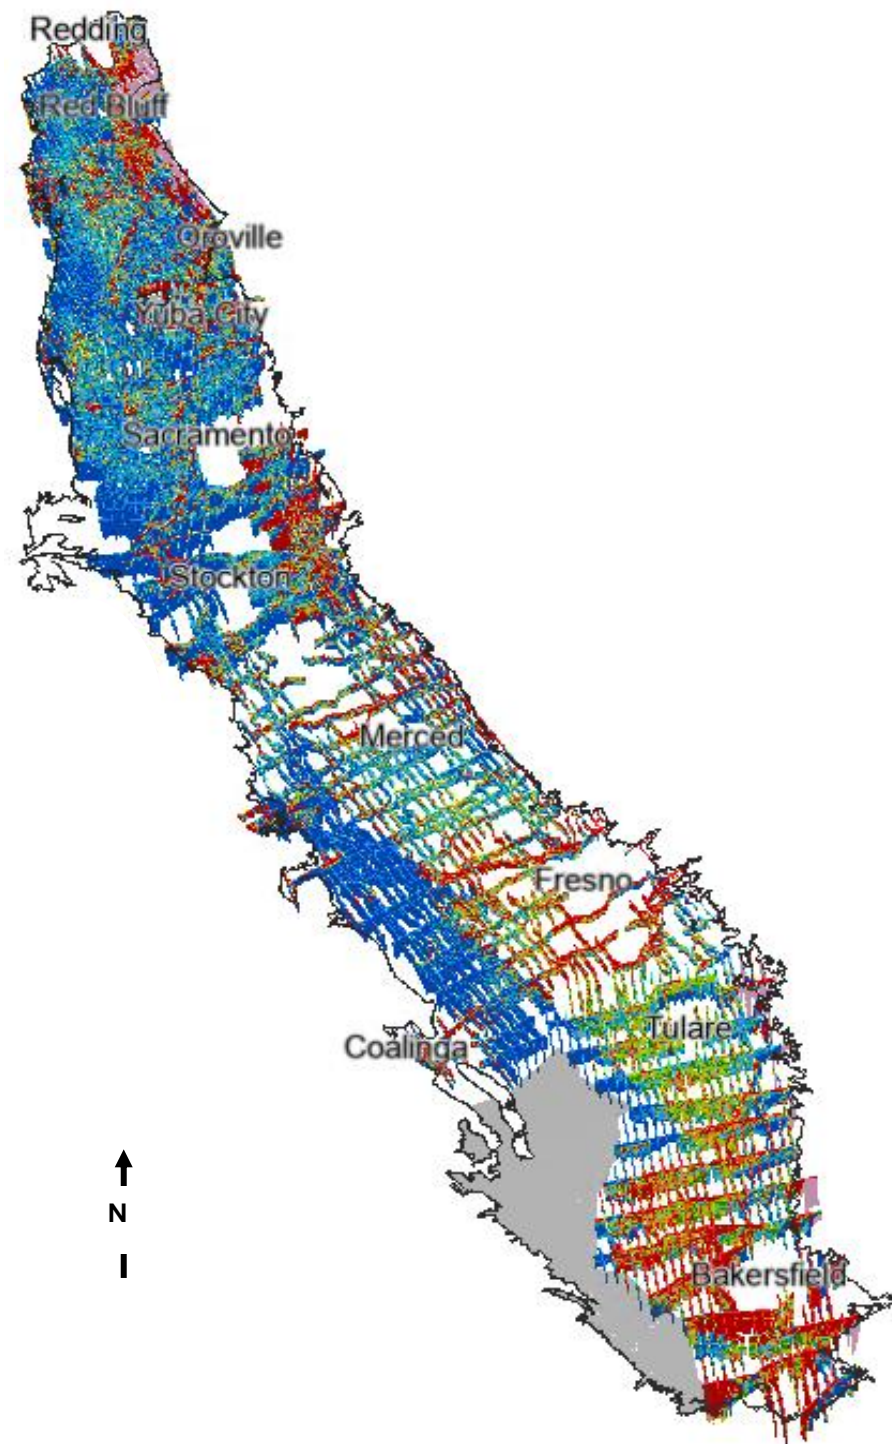 Redding
Red Bluff
Oroville
Yuba City
Sacramento
Stockton
Merced
Fresno
Tulare
Coalinga
N
Bakersfield